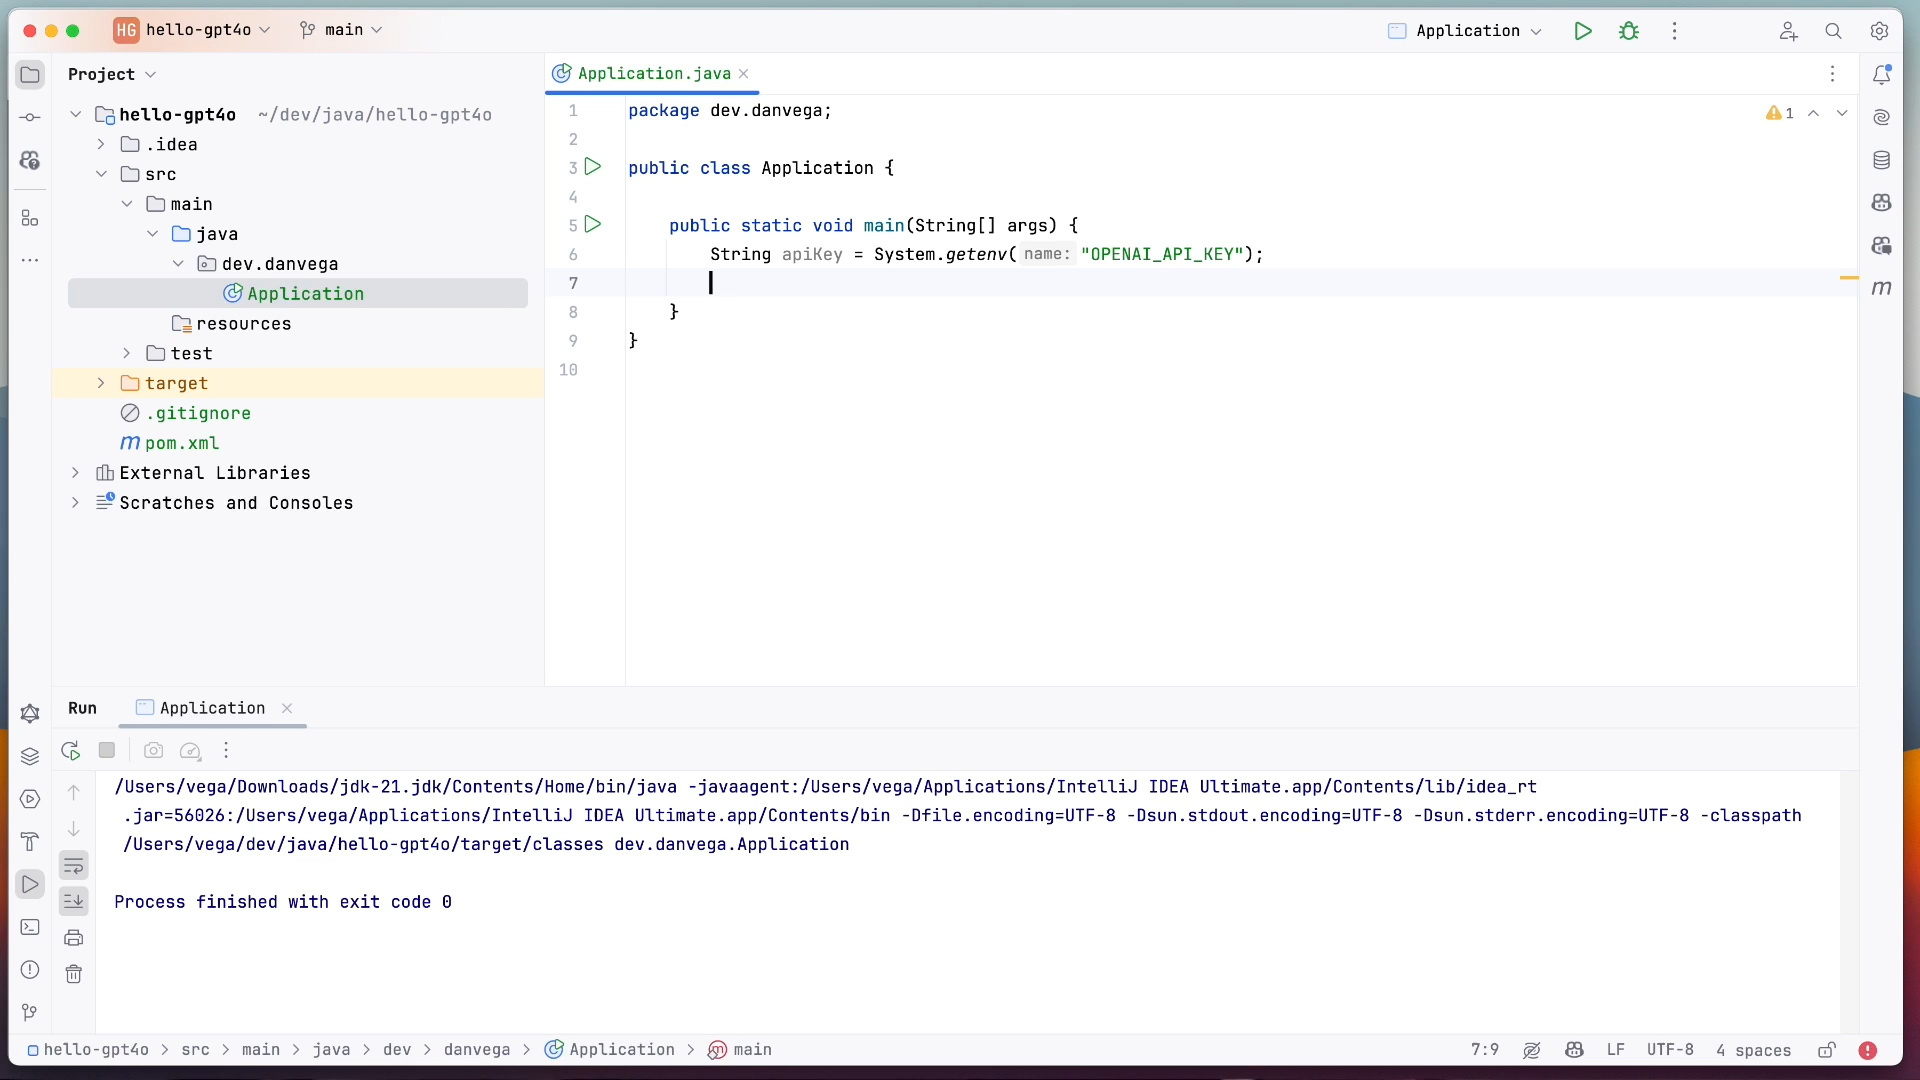 HG hello-gpt4o main Application
Project
Application.java
hello-gpt4o ~/dev/java/hello-gpt4o
.idea
src
main
java
dev.danvega
Application
resources
test
target
.gitignore
m pom.xml
External Libraries
Scratches and Consoles
1 package dev.danvega;
2
3 public class Application {
4
5 public static void main(String[] args) {
6 String apiKey = System.getenv( name: "OPENAI_API_KEY");
7
8 }
9 }
10
1
m
Run Application
/Users/vega/Downloads/jdk-21.jdk/Contents/Home/bin/java -javaagent:/Users/vega/Applications/IntelliJ IDEA Ultimate.app/Contents/lib/idea_rt
.jar=56026:/Users/vega/Applications/IntelliJ IDEA Ultimate.app/Contents/bin -Dfile.encoding=UTF-8 -Dsun.stdout.encoding=UTF-8 -Dsun.stderr.encoding=UTF-8 -classpath
/Users/vega/dev/java/hello-gpt4o/target/classes dev.danvega.Application
Process finished with exit code 0
hello-gpt4o > src > main > java > dev > danvega > Application > m main 7:9 LF UTF-8 4 spaces